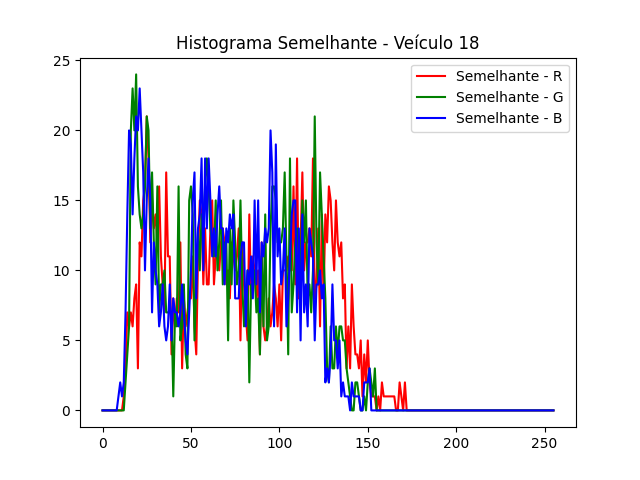 Histograma Semelhante - Veículo 18
Semelhante - R
Semelhante - G
Semelhante - B
25
20
15
10
5
0
0 50 100 150 200 250